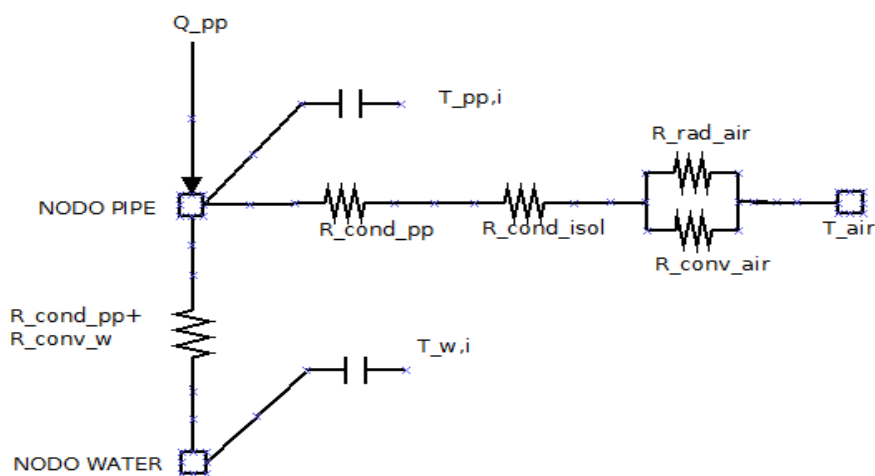 Q_pp
T_pp,i
R_rad_air
NODO PIPE
R_cond_pp
R_cond_isol
T_air
R_conv_air
R_cond_pp+
R_conv_w
T_w,i
NODO WATER